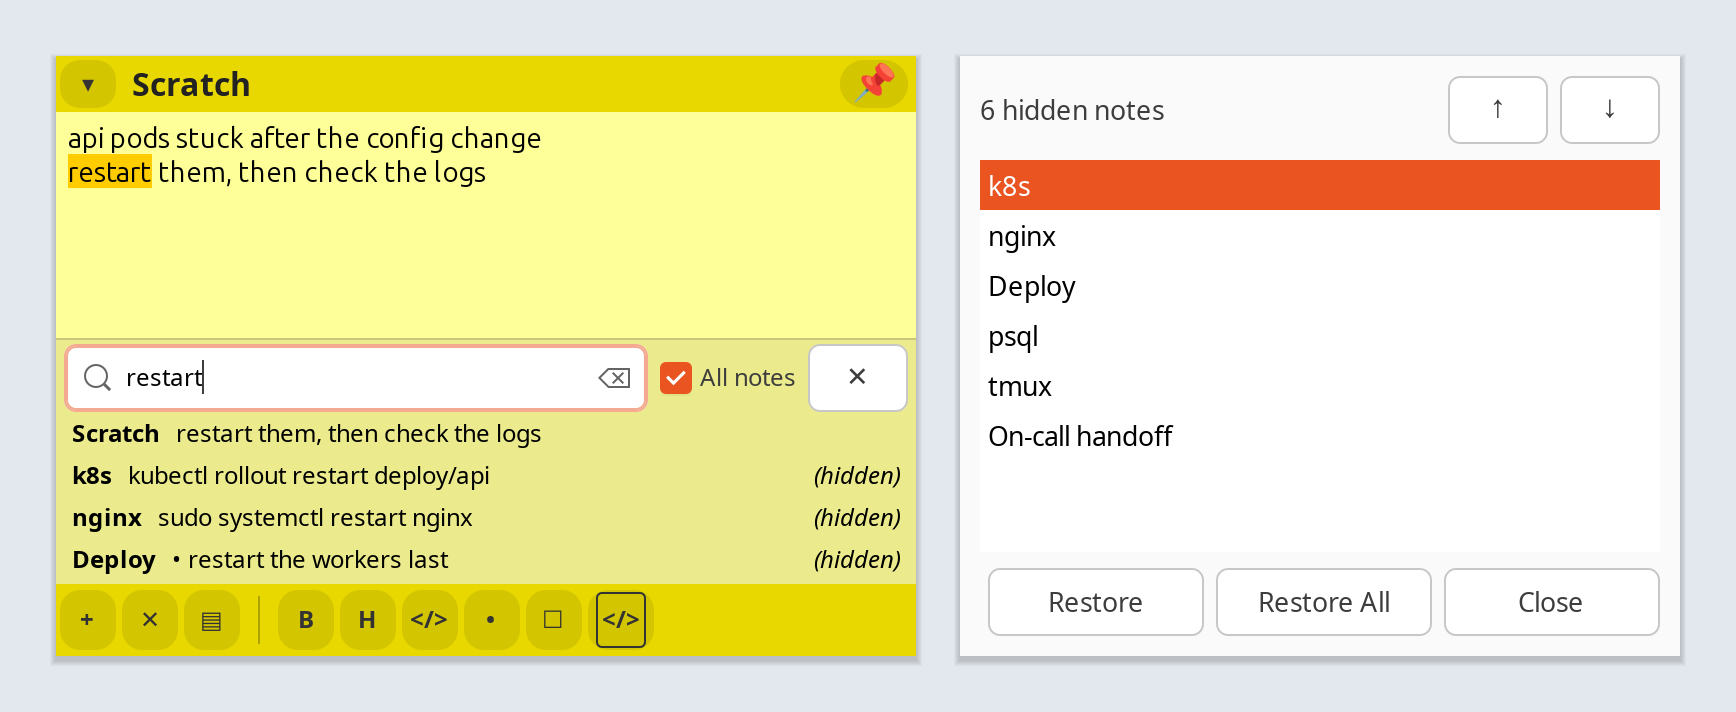 Scratch
api pods stuck after the config change
restart them, then check the logs
restart
All notes
Scratch restart them, then check the logs
k8s kubectl rollout restart deploy/api (hidden)
nginx sudo systemctl restart nginx (hidden)
Deploy • restart the workers last (hidden)
B H </> • </>
6 hidden notes
k8s
nginx
Deploy
psql
tmux
On-call handoff
Restore Restore All Close